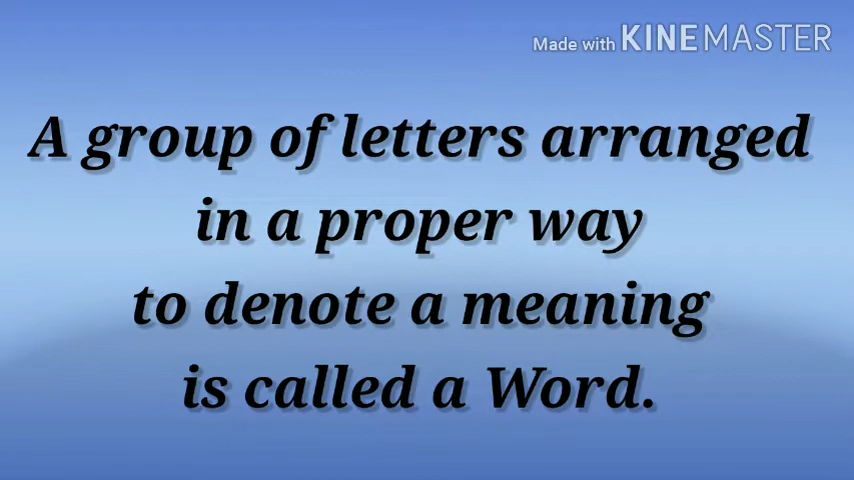 Made with KINEMASTER
A group of letters arranged
in a proper way
to denote a meaning
is called a Word.